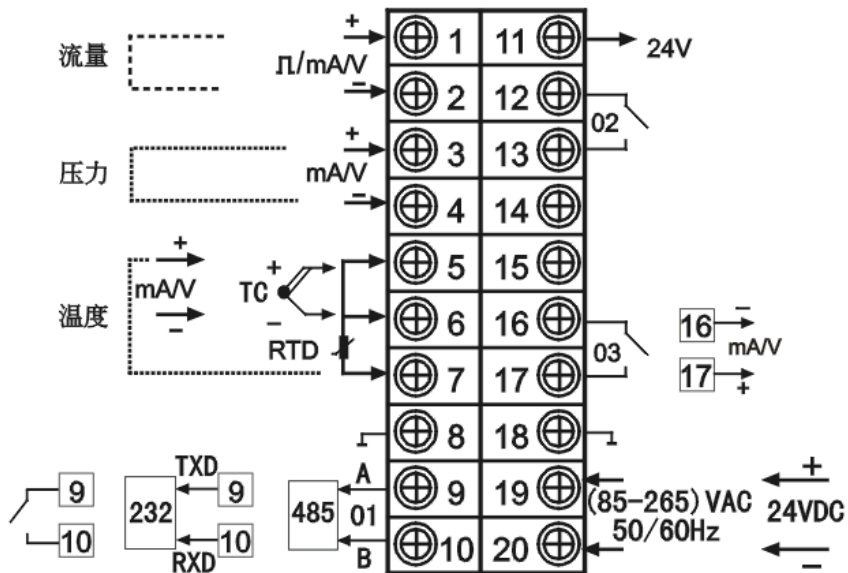 流量
+
⎍/mA/V
−
1 11
24V
2 12
02
压力
+
mA/V
−
3 13
4 14
温度
+
mA/V
−
+
TC
−
RTD
5 15
6 16
03
7 17
16 −
mA/V
17 +
8 18
9
10
TXD
232 9
RXD 10
485
A
01
B
9 19
10 20
(85-265)VAC
50/60Hz
+
24VDC
−